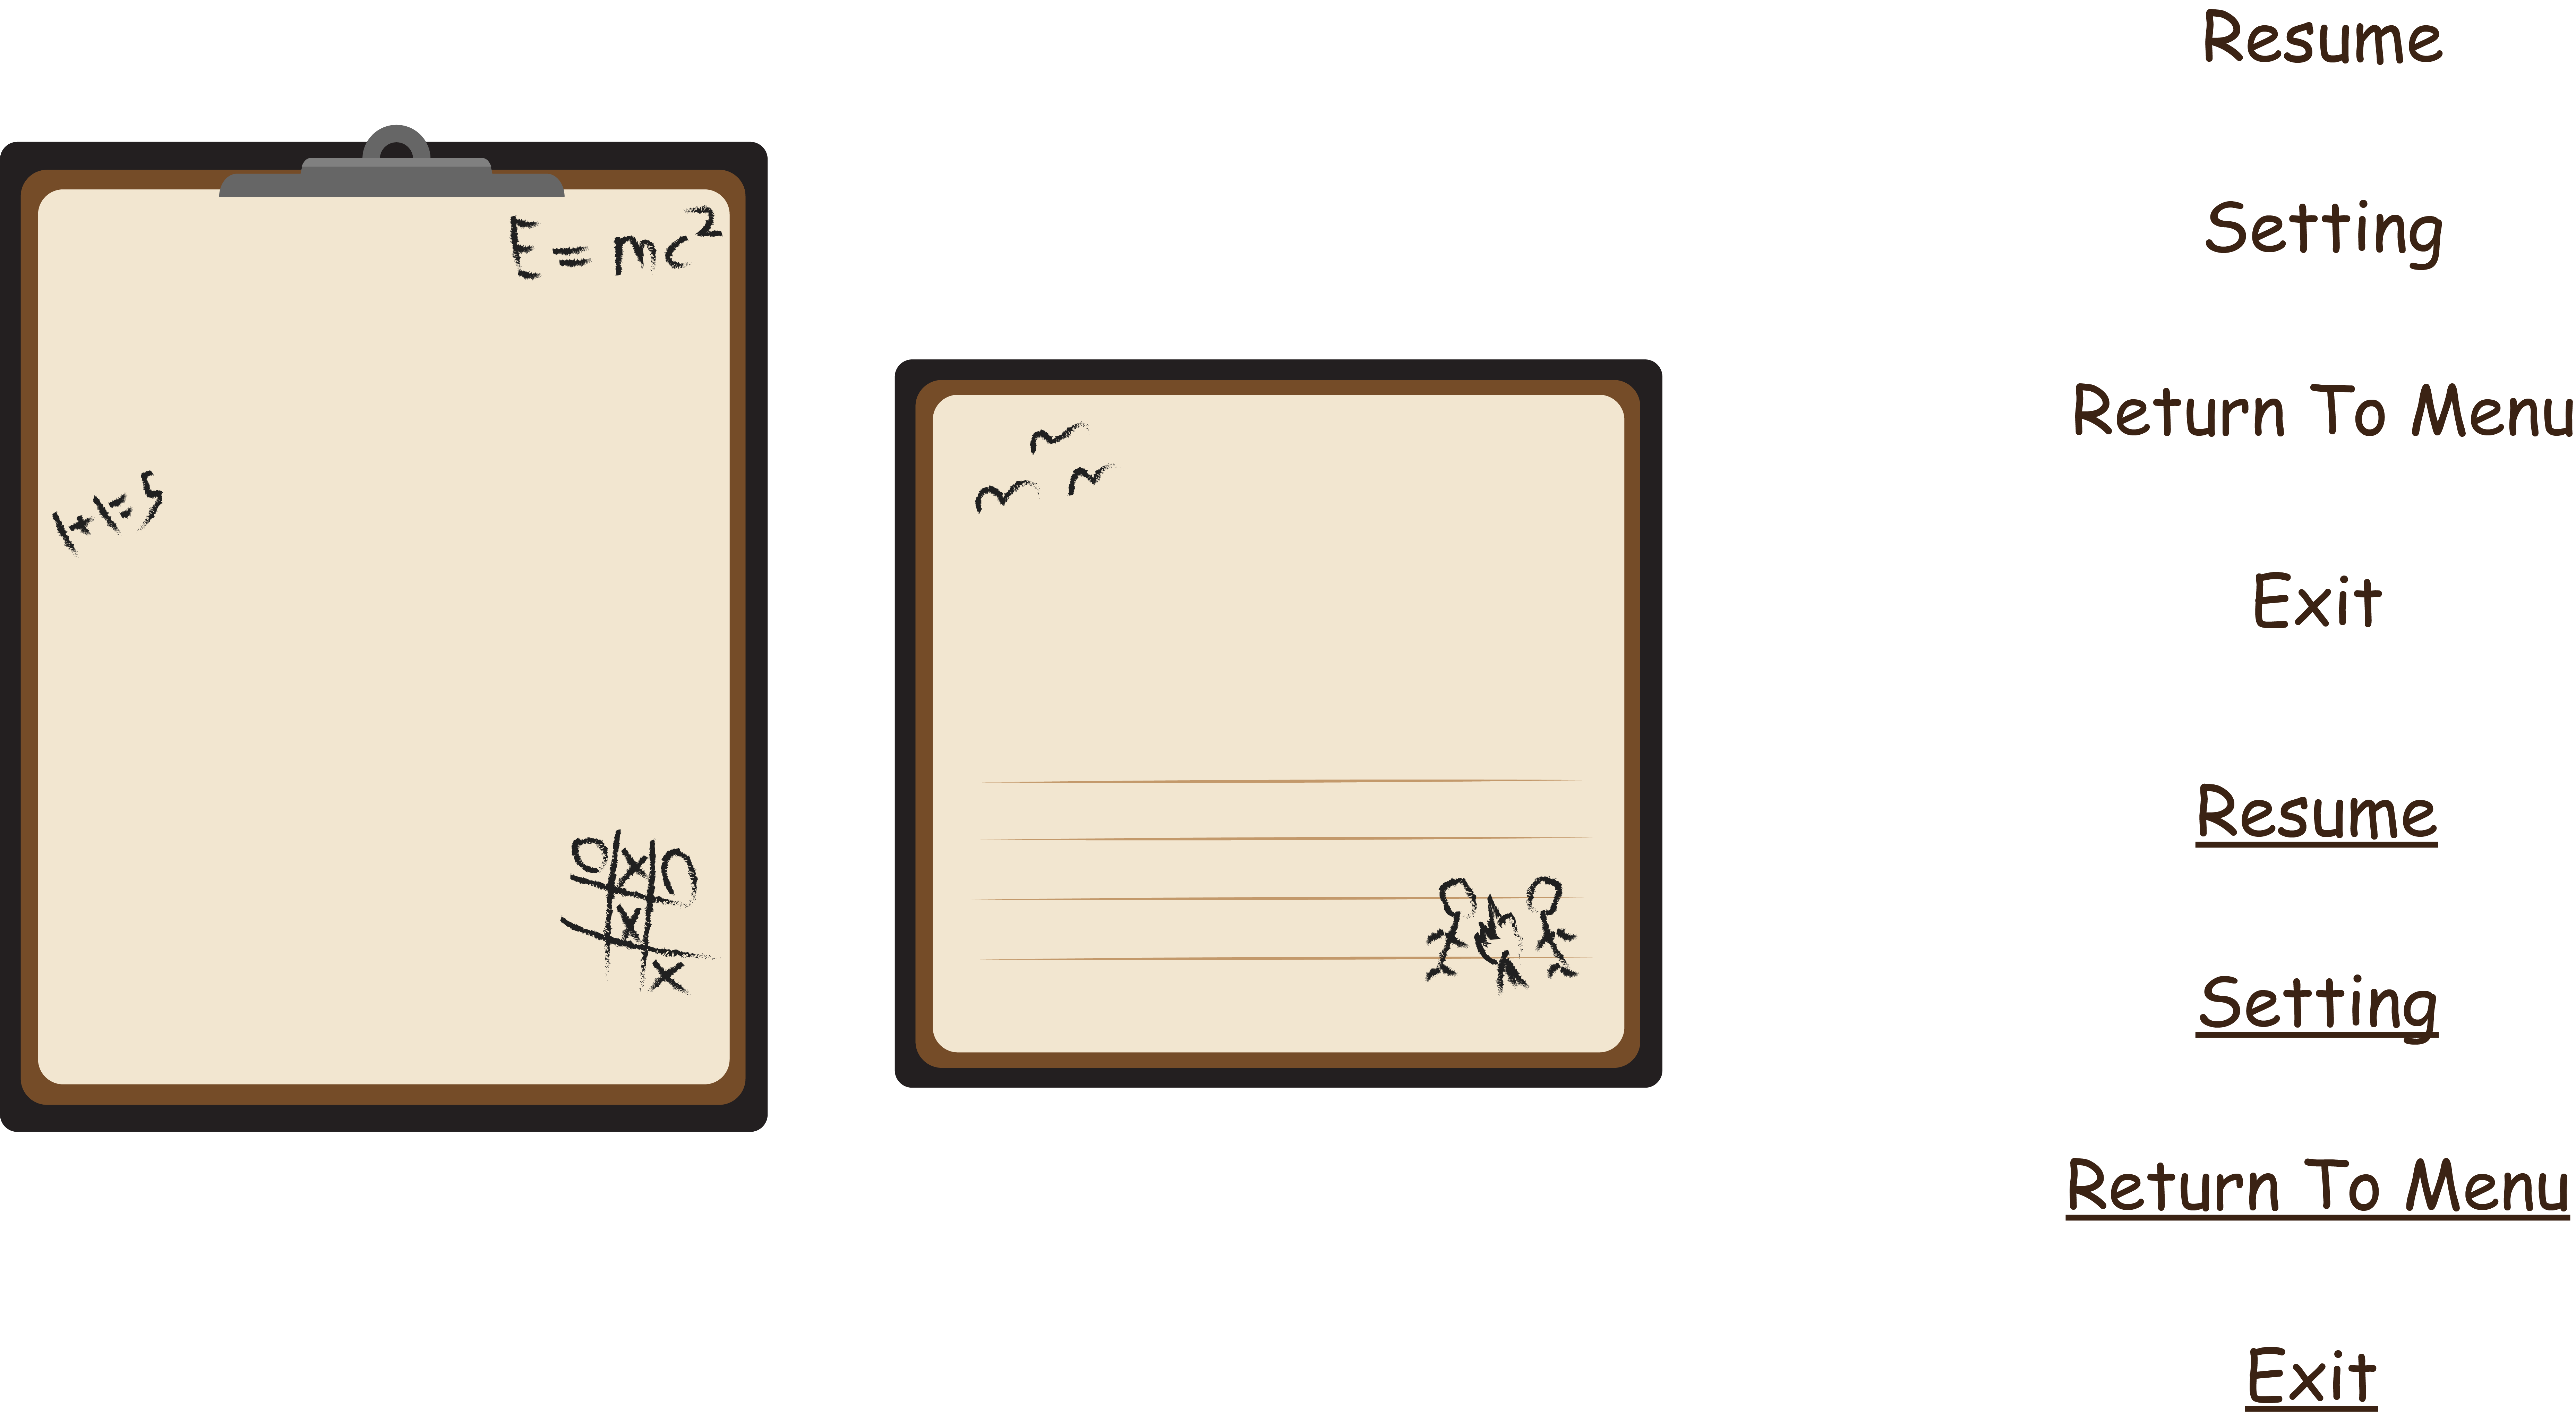 E = mc²
1+1=5
O X O
X
X
Resume
Setting
Return To Menu
Exit
Resume
Setting
Return To Menu
Exit